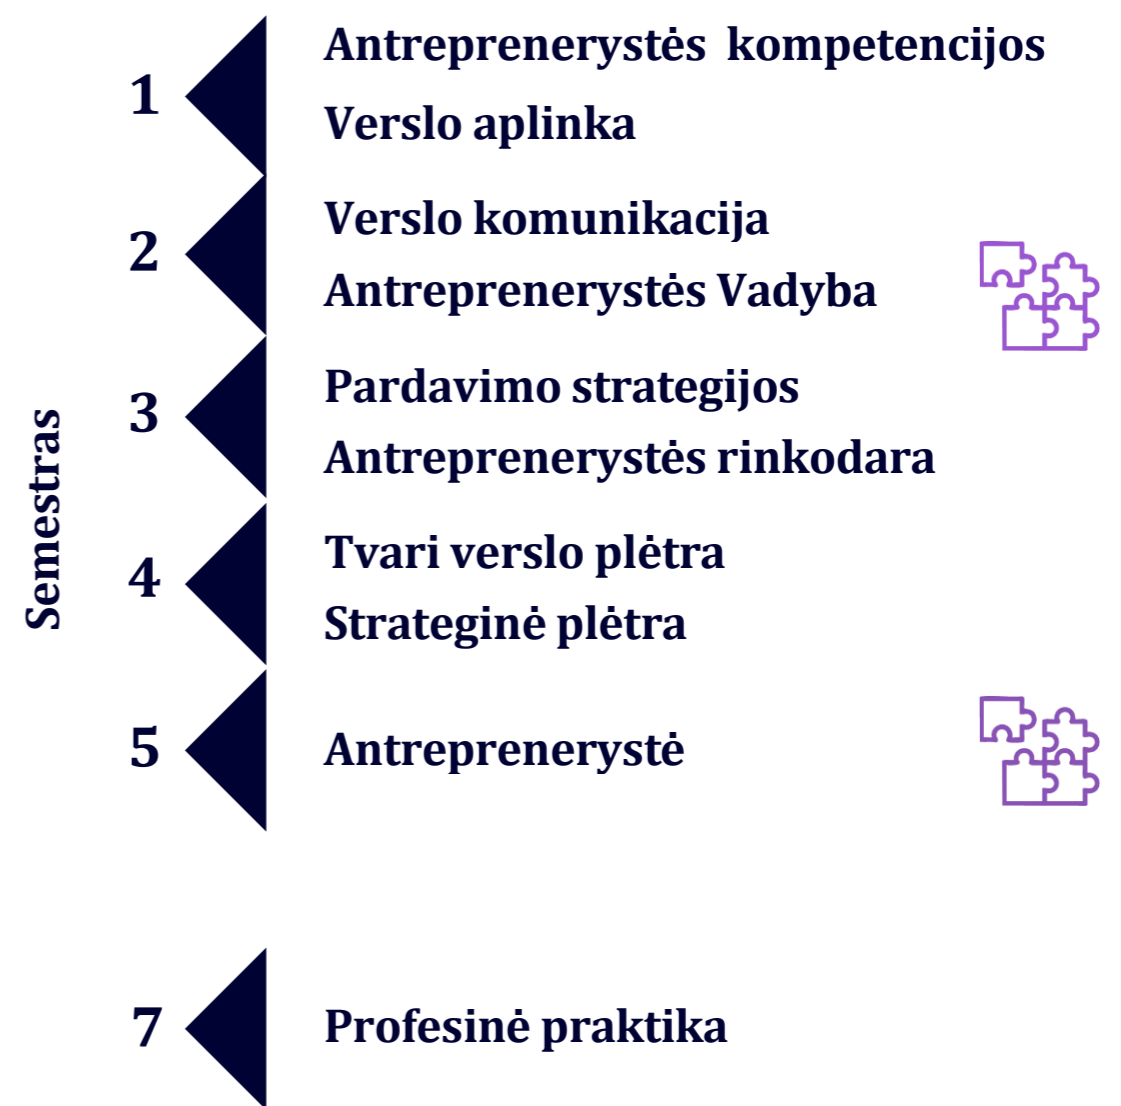 Semestras
1
Antreprenerystės kompetencijos
Verslo aplinka
2
Verslo komunikacija
Antreprenerystės Vadyba
3
Pardavimo strategijos
Antreprenerystės rinkodara
4
Tvari verslo plėtra
Strateginė plėtra
5
Antreprenerystė
7
Profesinė praktika